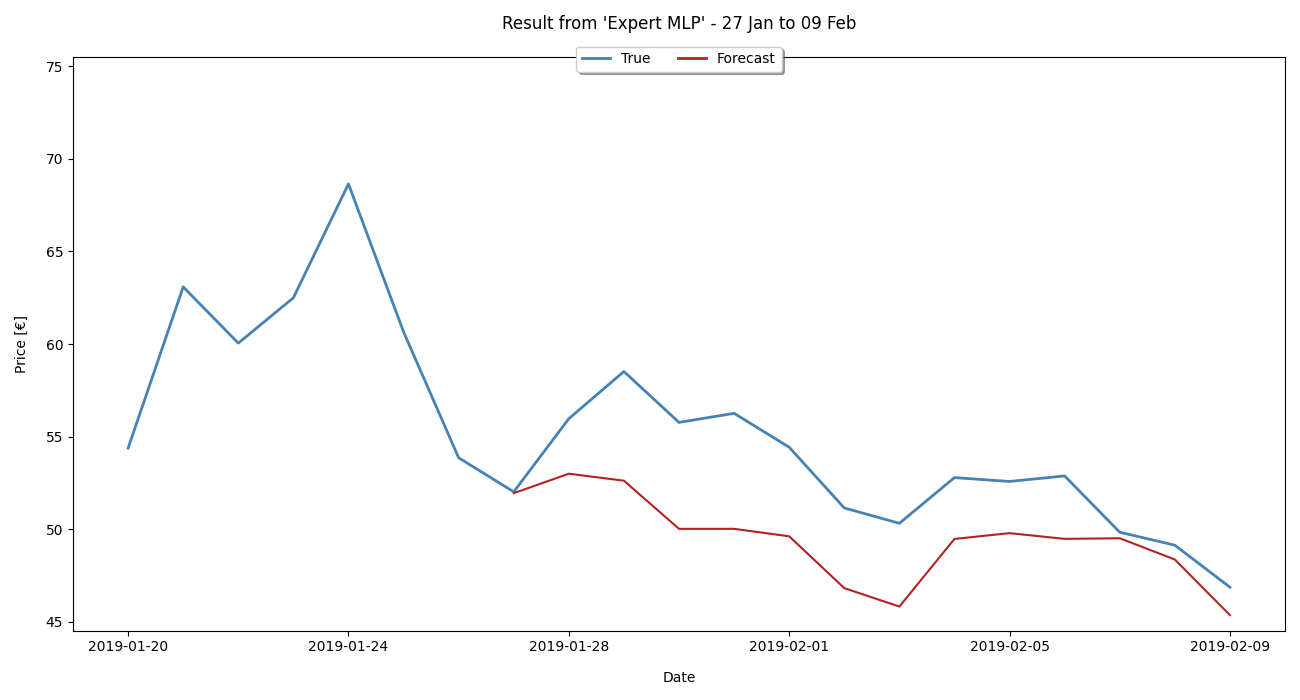 Result from 'Expert MLP' - 27 Jan to 09 Feb
True Forecast
75
70
65
60
55
50
45
Price [€]
2019-01-20 2019-01-24 2019-01-28 2019-02-01 2019-02-05 2019-02-09
Date